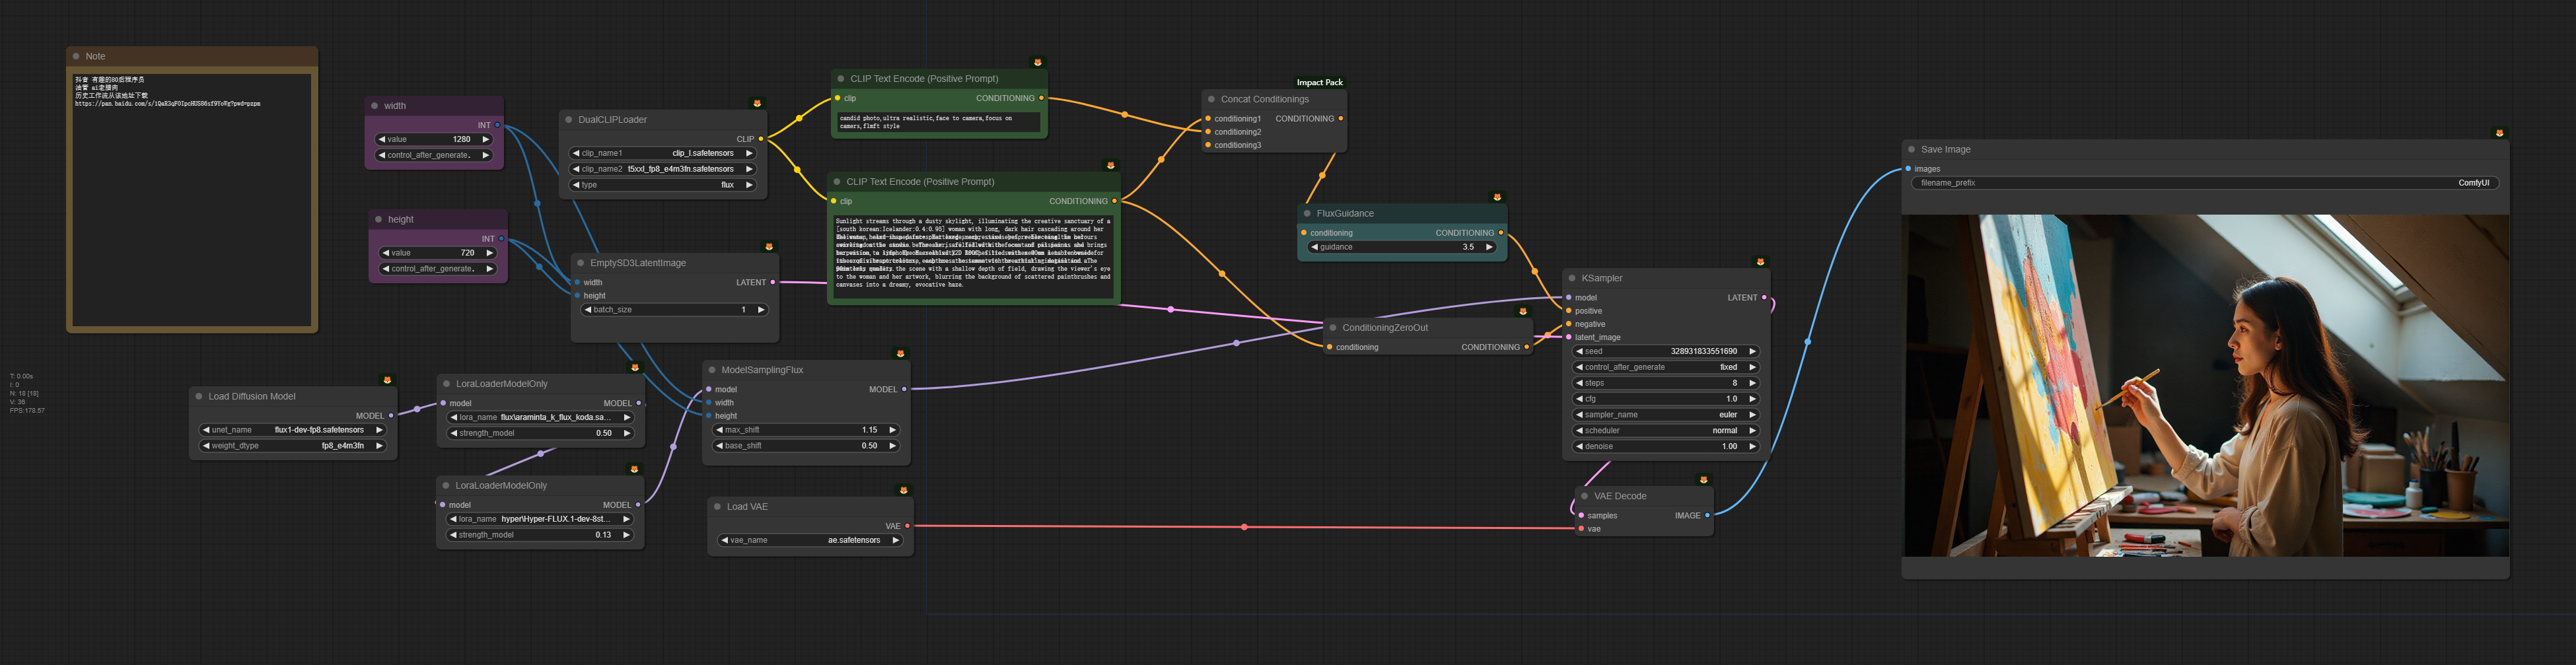 Note
抖音 有趣的80后程序员
油管 ai老腊肉
历史工作流从该地址下载
width
INT
value 1280
control_after_generate.
height
INT
value 720
control_after_generate.
DualCLIPLoader
CLIP
clip_name1 clip_l.safetensors
clip_name2 t5xxl_fp8_e4m3fn.safetensors
type flux
EmptySD3LatentImage
width LATENT
height
batch_size 1
CLIP Text Encode (Positive Prompt)
clip CONDITIONING
candid photo,ultra realistic,face to camera,focus on
camera,flmft style
CLIP Text Encode (Positive Prompt)
clip CONDITIONING
Sunlight streams through a dusty skylight, illuminating the creative sanctuary of a
[south korean:Icelander:0.4:0.95] woman with long, dark hair cascading around her
the scene with a shallow depth of field, drawing the viewer's eye
to the woman and her artwork, blurring the background of scattered paintbrushes and
canvases into a dreamy, evocative haze.
Impact Pack
Concat Conditionings
conditioning1 CONDITIONING
conditioning2
conditioning3
FluxGuidance
conditioning CONDITIONING
guidance 3.5
ConditioningZeroOut
conditioning CONDITIONING
KSampler
model LATENT
positive
negative
latent_image
seed 328931833551690
control_after_generate fixed
steps 8
cfg 1.0
sampler_name euler
scheduler normal
denoise 1.00
VAE Decode
samples IMAGE
vae
Save Image
images
filename_prefix ComfyUI
T: 0.00s
I: 0
N: 18 [18]
V: 36
FPS:178.57
Load Diffusion Model
MODEL
unet_name flux1-dev-fp8.safetensors
weight_dtype fp8_e4m3fn
LoraLoaderModelOnly
model MODEL
lora_name flux\araminta_k_flux_koda.sa...
strength_model 0.50
LoraLoaderModelOnly
model MODEL
lora_name hyper\Hyper-FLUX.1-dev-8st...
strength_model 0.13
ModelSamplingFlux
model MODEL
width
height
max_shift 1.15
base_shift 0.50
Load VAE
VAE
vae_name ae.safetensors